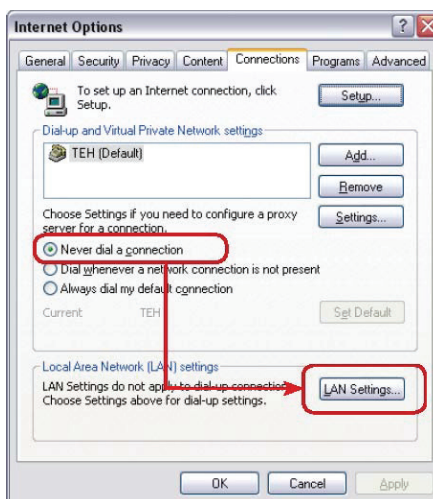 Internet Options
General Security Privacy Content Connections Programs Advanced
To set up an Internet connection, click
Setup.
Setup...
Dial-up and Virtual Private Network settings
TEH (Default)
Add...
Remove
Choose Settings if you need to configure a proxy
server for a connection.
Settings...
Never dial a connection
Dial whenever a network connection is not present
Always dial my default connection
Current TEH
Set Default
Local Area Network (LAN) settings
LAN Settings do not apply to dial-up connections.
Choose Settings above for dial-up settings.
LAN Settings...
OK Cancel Apply